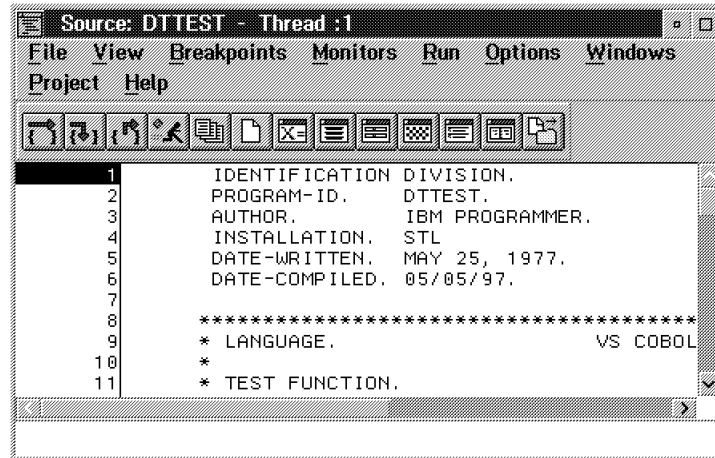 Source: DTTEST - Thread :1
File View Breakpoints Monitors Run Options Windows
Project Help
X=
1 IDENTIFICATION DIVISION.
2 PROGRAM-ID. DTTEST.
3 AUTHOR. IBM PROGRAMMER.
4 INSTALLATION. STL
5 DATE-WRITTEN. MAY 25, 1977.
6 DATE-COMPILED. 05/05/97.
7
8 ****************************************
9 * LANGUAGE. VS COBOL
10 *
11 * TEST FUNCTION.